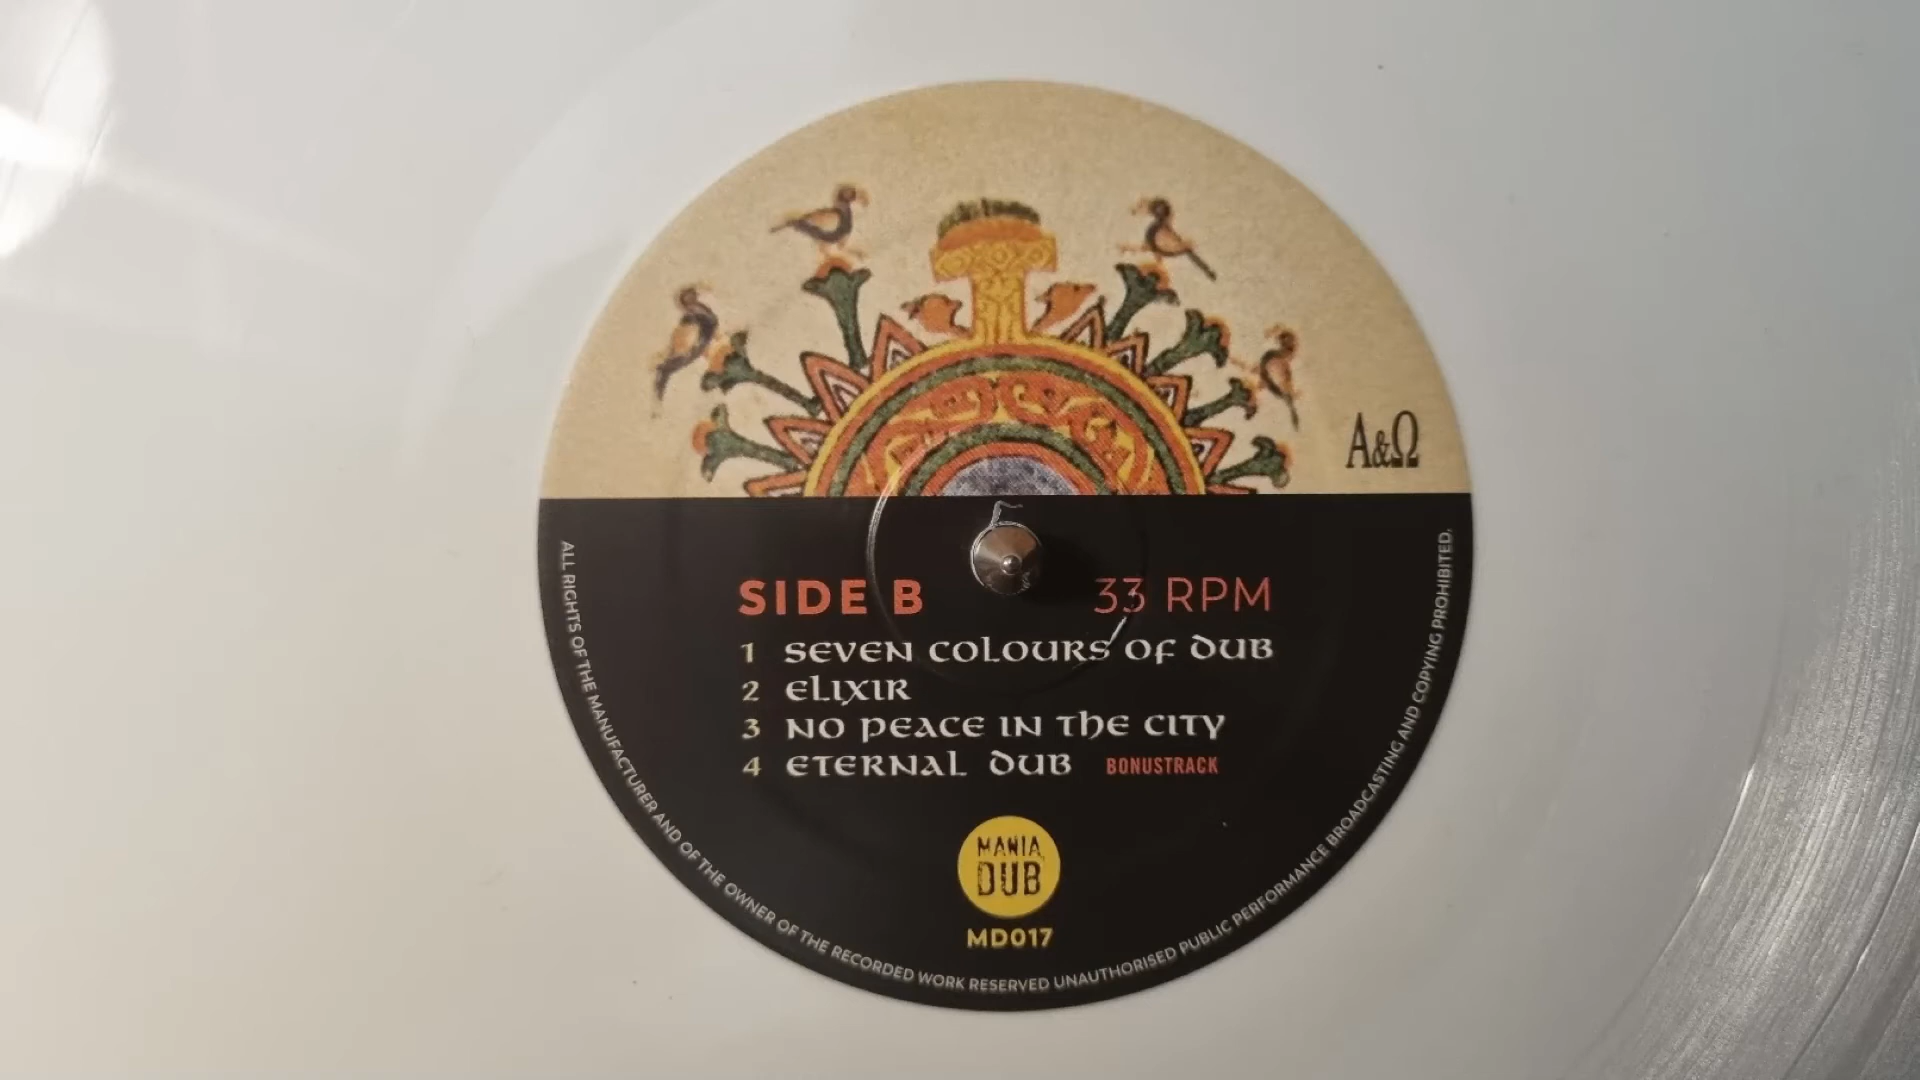 A&Ω
SIDE B 33 RPM
1 SEVEN COLOURS OF DUB
2 ELIXIR
3 NO PEACE IN THE CITY
4 ETERNAL DUB BONUSTRACK
MANIA
DUB
MD017
ALL RIGHTS OF THE MANUFACTURER AND OF THE OWNER OF THE RECORDED WORK RESERVED UNAUTHORISED PUBLIC PERFORMANCE BROADCASTING AND COPYING PROHIBITED.